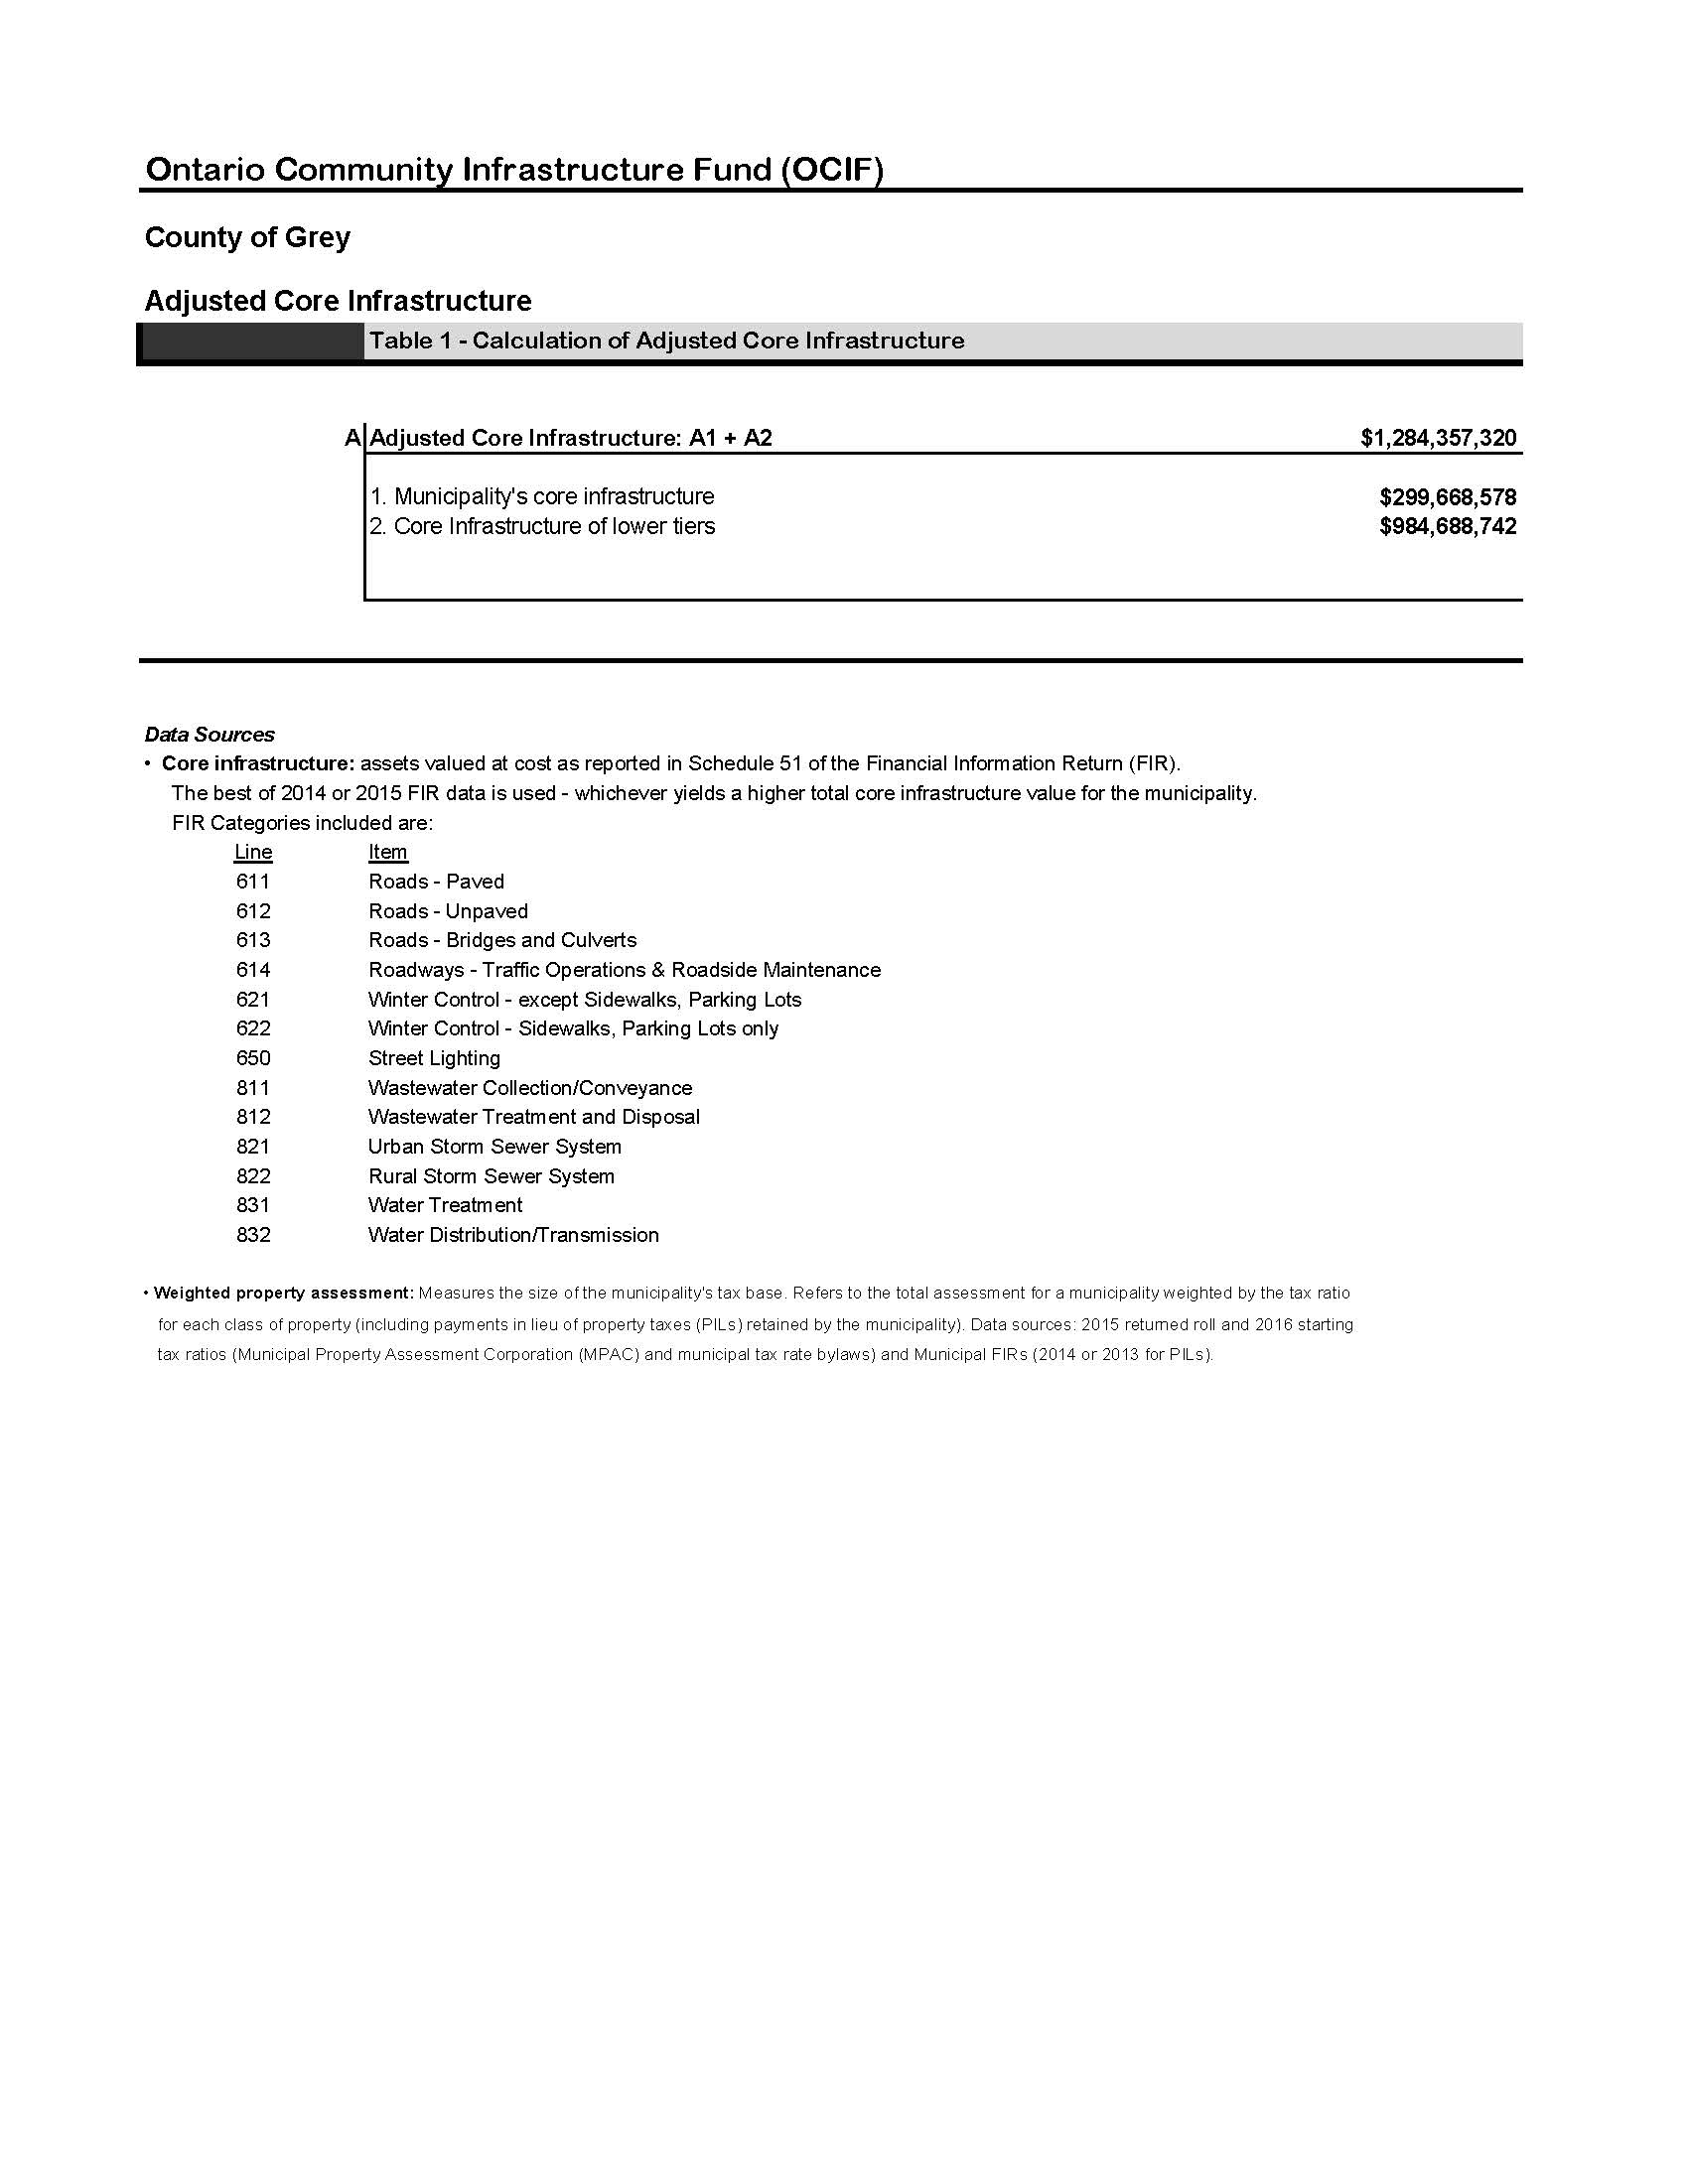 Ontario Community Infrastructure Fund (OCIF)
County of Grey
Adjusted Core Infrastructure
Table 1 - Calculation of Adjusted Core Infrastructure
A Adjusted Core Infrastructure: A1 + A2 $1,284,357,320
1. Municipality's core infrastructure $299,668,578
2. Core Infrastructure of lower tiers $984,688,742
Data Sources
• Core infrastructure: assets valued at cost as reported in Schedule 51 of the Financial Information Return (FIR).
The best of 2014 or 2015 FIR data is used - whichever yields a higher total core infrastructure value for the municipality.
FIR Categories included are:
Line Item
611 Roads - Paved
612 Roads - Unpaved
613 Roads - Bridges and Culverts
614 Roadways - Traffic Operations & Roadside Maintenance
621 Winter Control - except Sidewalks, Parking Lots
622 Winter Control - Sidewalks, Parking Lots only
650 Street Lighting
811 Wastewater Collection/Conveyance
812 Wastewater Treatment and Disposal
821 Urban Storm Sewer System
822 Rural Storm Sewer System
831 Water Treatment
832 Water Distribution/Transmission
• Weighted property assessment: Measures the size of the municipality's tax base. Refers to the total assessment for a municipality weighted by the tax ratio
for each class of property (including payments in lieu of property taxes (PILs) retained by the municipality). Data sources: 2015 returned roll and 2016 starting
tax ratios (Municipal Property Assessment Corporation (MPAC) and municipal tax rate bylaws) and Municipal FIRs (2014 or 2013 for PILs).